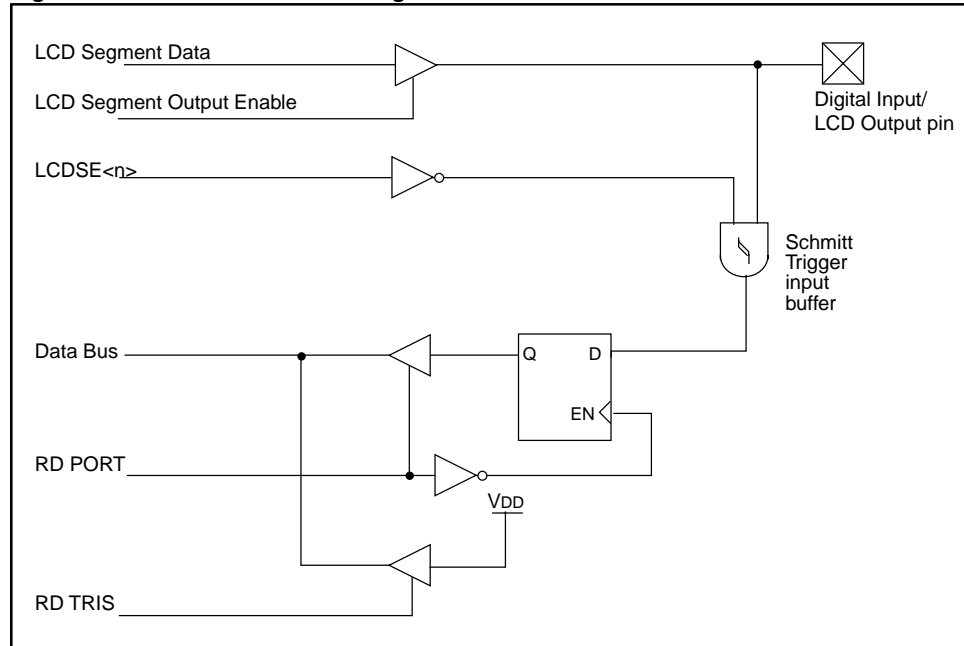 LCD Segment Data
LCD Segment Output Enable
Digital Input/
LCD Output pin
LCDSE<n>
Schmitt
Trigger
input
buffer
Data Bus
Q
D
EN
RD PORT
VDD
RD TRIS